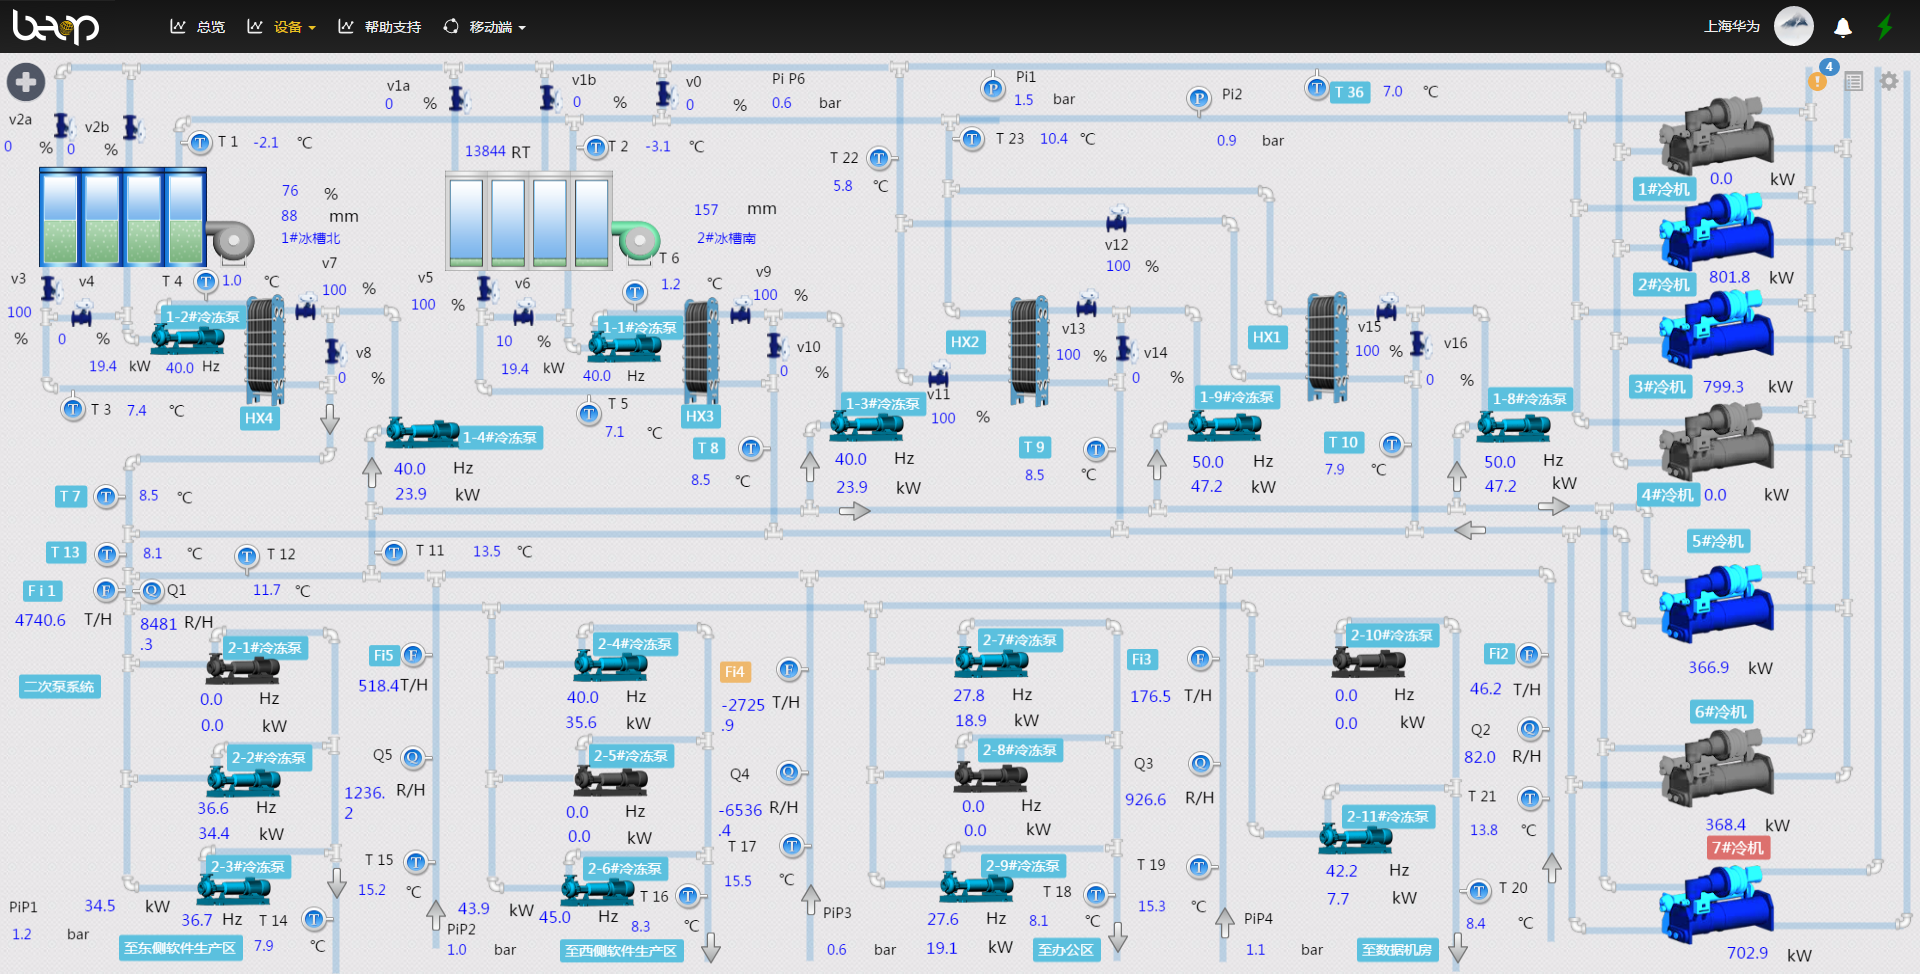 beop
总览
设备
帮助支持
移动端
上海华为
4
v2a
0 %
v2b
0 %
T 1 -2.1 ℃
v1a
0 %
v1b
0 %
v0
0 %
Pi P6
0.6 bar
Pi1
1.5 bar
Pi2
0.9 bar
T 36 7.0 ℃
13844 RT
T 2 -3.1 ℃
T 22
5.8 ℃
T 23 10.4 ℃
76 %
88 mm
1#冰槽北
157 mm
2#冰槽南
1#冷机 0.0 kW
2#冷机 801.8 kW
3#冷机 799.3 kW
4#冷机 0.0 kW
5#冷机
366.9 kW
6#冷机
368.4 kW
7#冷机
702.9 kW
v3
100
%
v4
0 %
T 4 1.0 ℃
v7
100 %
v8
0 %
1-2#冷冻泵
19.4 kW 40.0 Hz
T 3 7.4 ℃
HX4
v5
100 %
v6
10 %
T 6
1.2 ℃
v9
100 %
v10
0 %
1-1#冷冻泵
19.4 kW
40.0 Hz
T 5
7.1 ℃
HX3
1-4#冷冻泵
40.0 Hz
23.9 kW
T 8
8.5 ℃
1-3#冷冻泵
40.0 Hz
23.9 kW
v11
100 %
v12
100 %
HX2
v13
100 %
v14
0 %
T 9
8.5 ℃
1-9#冷冻泵
50.0 Hz
47.2 kW
HX1
v15
100 %
v16
0 %
T 10
7.9 ℃
1-8#冷冻泵
50.0 Hz
47.2 kW
T 7 8.5 ℃
T 13 8.1 ℃
T 12
11.7 ℃
T 11 13.5 ℃
Fi 1
4740.6 T/H
Q1
8481 R/H
.3
二次泵系统
2-1#冷冻泵
0.0 Hz
0.0 kW
2-2#冷冻泵
36.6 Hz
34.4 kW
2-3#冷冻泵
34.5 kW
36.7 Hz
PiP1
1.2 bar
T 14
7.9 ℃
至东侧软件生产区
Fi5
518.4 T/H
Q5
1236. R/H
2
T 15
15.2 ℃
PiP2
1.0 bar
2-4#冷冻泵
40.0 Hz
35.6 kW
2-5#冷冻泵
0.0 Hz
0.0 kW
2-6#冷冻泵
43.9 kW
45.0 Hz
T 16
8.3 ℃
至西侧软件生产区
Fi4
-2725 T/H
.9
Q4
-6536 R/H
.4
T 17
15.5 ℃
PiP3
0.6 bar
2-7#冷冻泵
27.8 Hz
18.9 kW
2-8#冷冻泵
0.0 Hz
0.0 kW
2-9#冷冻泵
27.6 Hz
19.1 kW
T 18
8.1 ℃
至办公区
Fi3
176.5 T/H
Q3
926.6 R/H
T 19
15.3 ℃
PiP4
1.1 bar
2-10#冷冻泵
0.0 Hz
0.0 kW
2-11#冷冻泵
42.2 Hz
7.7 kW
Fi2
46.2 T/H
Q2
82.0 R/H
T 21
13.8 ℃
T 20
8.4 ℃
至数据机房